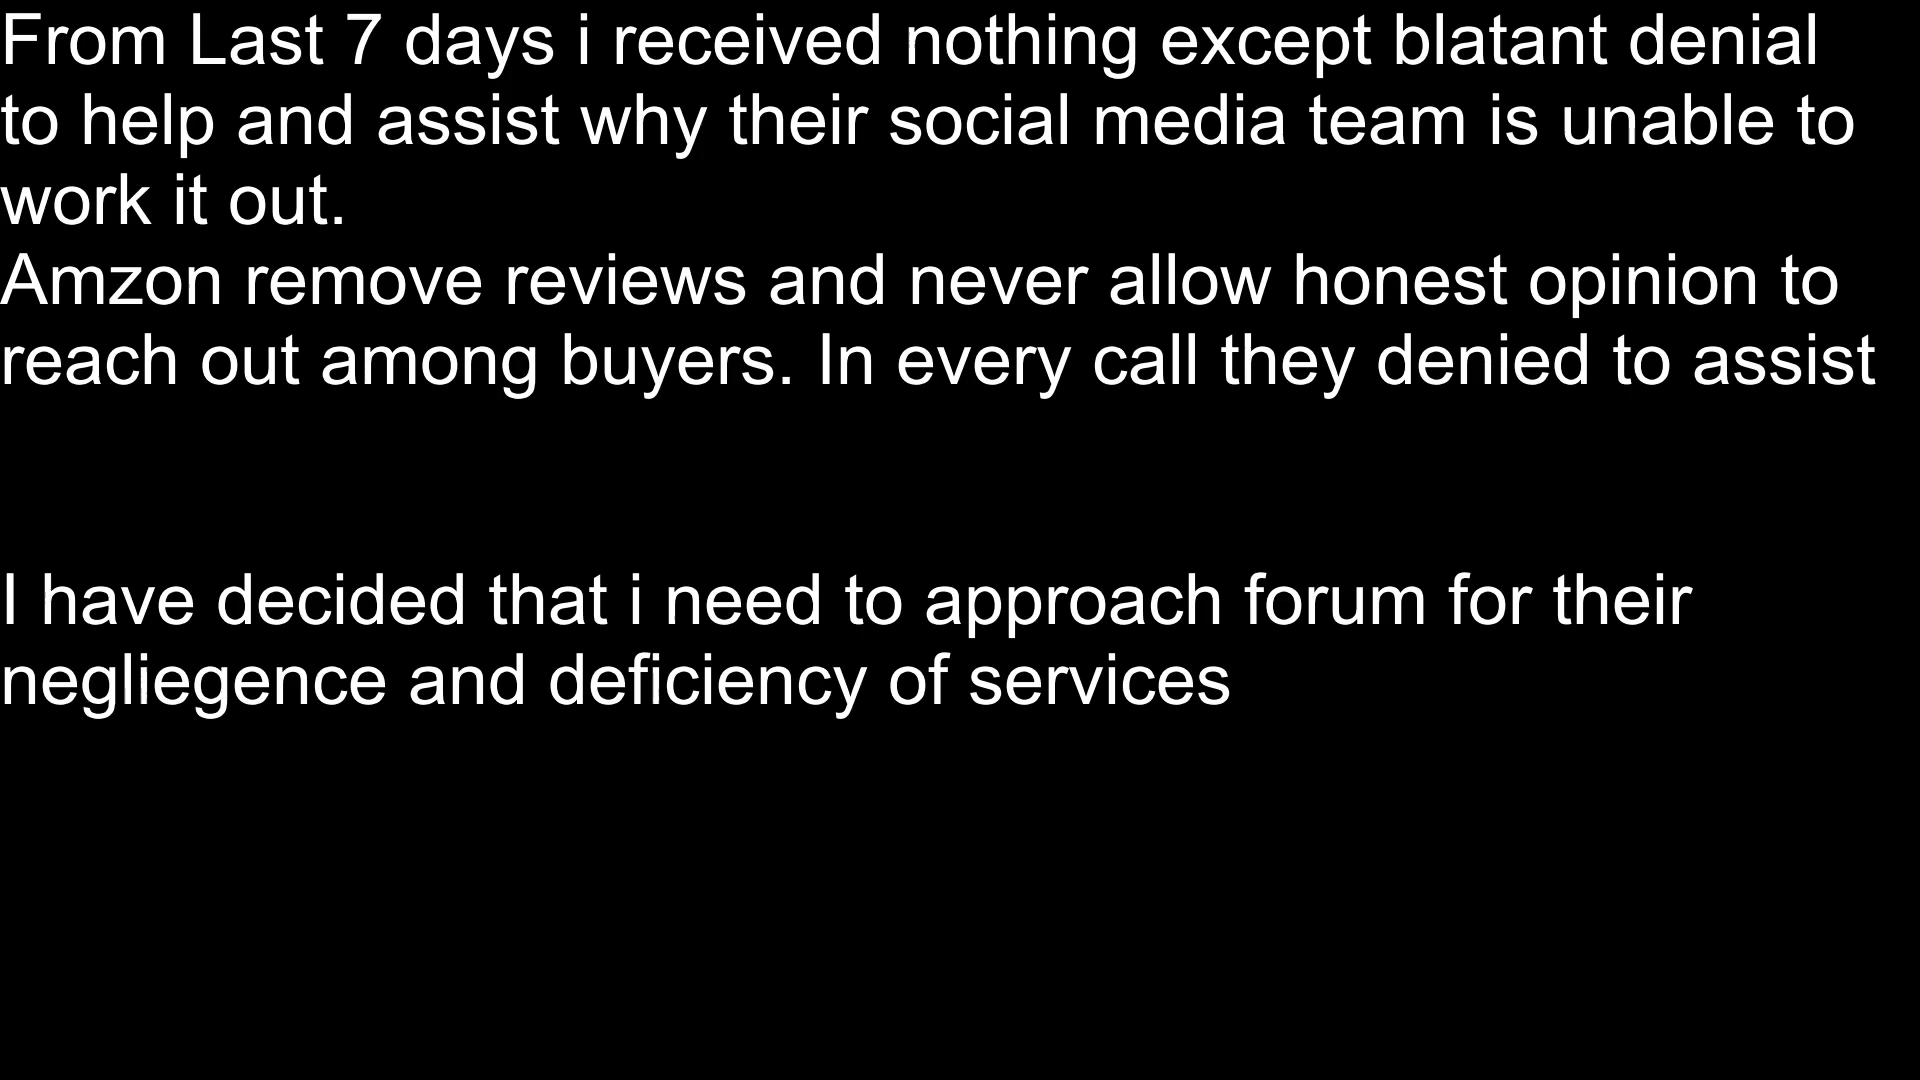 From Last 7 days i received nothing except blatant denial
to help and assist why their social media team is unable to
work it out.
Amzon remove reviews and never allow honest opinion to
reach out among buyers. In every call they denied to assist
I have decided that i need to approach forum for their
negliegence and deficiency of services